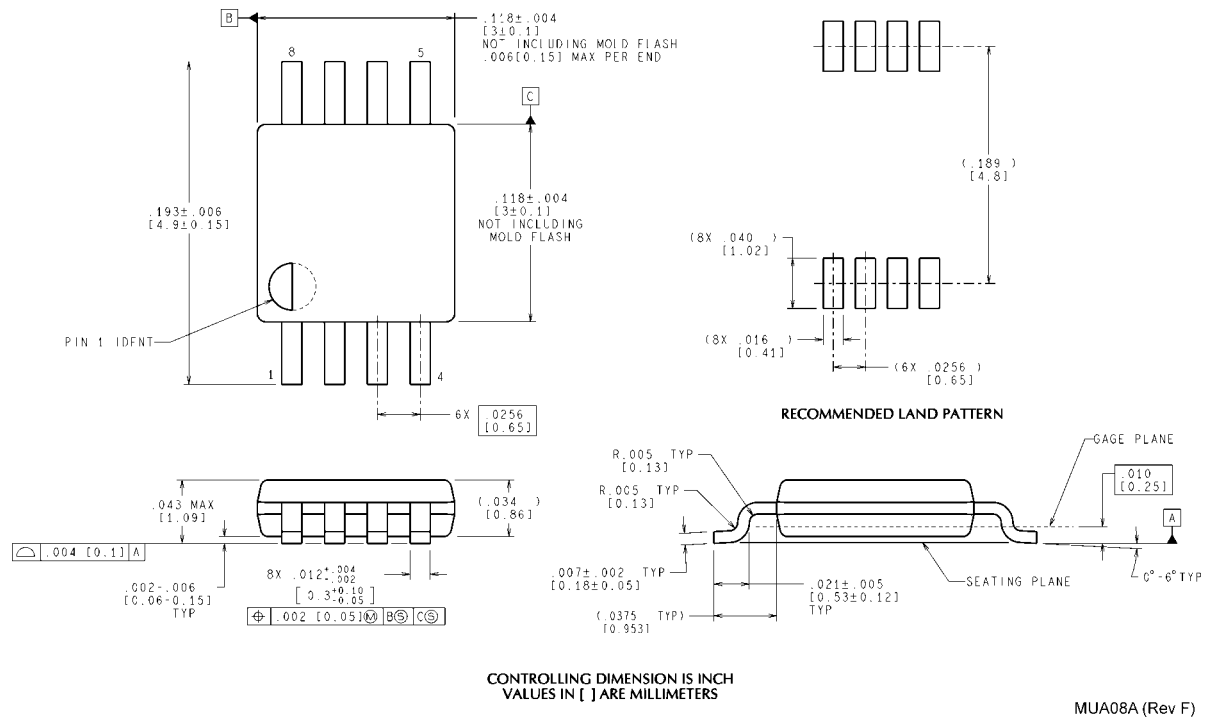 B
.118±.004
[3±0.1]
NOT INCLUDING MOLD FLASH
.006[0.15] MAX PER END
8
5
C
.193±.006
[4.9±0.15]
.118±.004
[3±0.1]
NOT INCLUDING
MOLD FLASH
PIN 1 IDENT
1
4
6X .0256
[0.65]
(.189 )
[4.8]
(8X .040 )
[1.02]
(8X .016 )
[0.41]
(6X .0256 )
[0.65]
RECOMMENDED LAND PATTERN
.043 MAX
[1.09]
(.034 )
[0.86]
⌓ .004 [0.1] A
.002-.006
[0.06-0.15]
TYP
8X .012+.004
-.002
[ 0.3+0.10
-0.05 ]
⌖ .002 [0.05]Ⓜ BⓈ CⓈ
R.005 TYP
[0.13]
R.005 TYP
[0.13]
GAGE PLANE
.010
[0.25]
A
0°-6°TYP
SEATING PLANE
.007±.002 TYP
[0.18±0.05]
.021±.005
[0.53±0.12]
TYP
(.0375 TYP)
[0.953]
CONTROLLING DIMENSION IS INCH
VALUES IN [ ] ARE MILLIMETERS
MUA08A (Rev F)